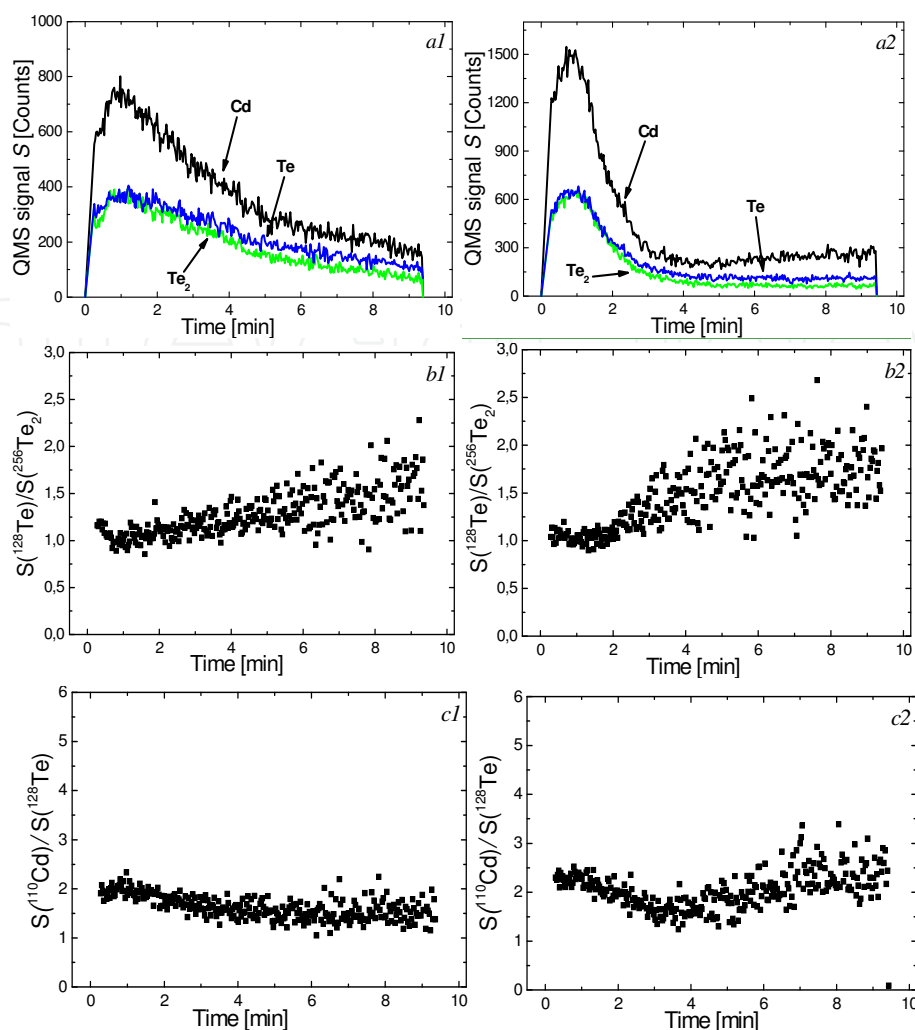 a1
QMS signal S [Counts]
1000
800
600
400
200
0
Cd
Te
Te₂
0 2 4 6 8 10
Time [min]
a2
QMS signal S [Counts]
1500
1200
900
600
300
0
Cd
Te
Te₂
0 2 4 6 8 10
Time [min]
b1
S(¹²⁸Te)/S(²⁵⁶Te₂)
3,0
2,5
2,0
1,5
1,0
0,5
0,0
0 2 4 6 8 10
Time [min]
b2
S(¹²⁸Te)/S(²⁵⁶Te₂)
3,0
2,5
2,0
1,5
1,0
0,5
0,0
0 2 4 6 8 10
Time [min]
c1
S(¹¹⁰Cd)/S(¹²⁸Te)
6
5
4
3
2
1
0
0 2 4 6 8 10
Time [min]
c2
S(¹¹⁰Cd)/S(¹²⁸Te)
6
5
4
3
2
1
0
0 2 4 6 8 10
Time [min]